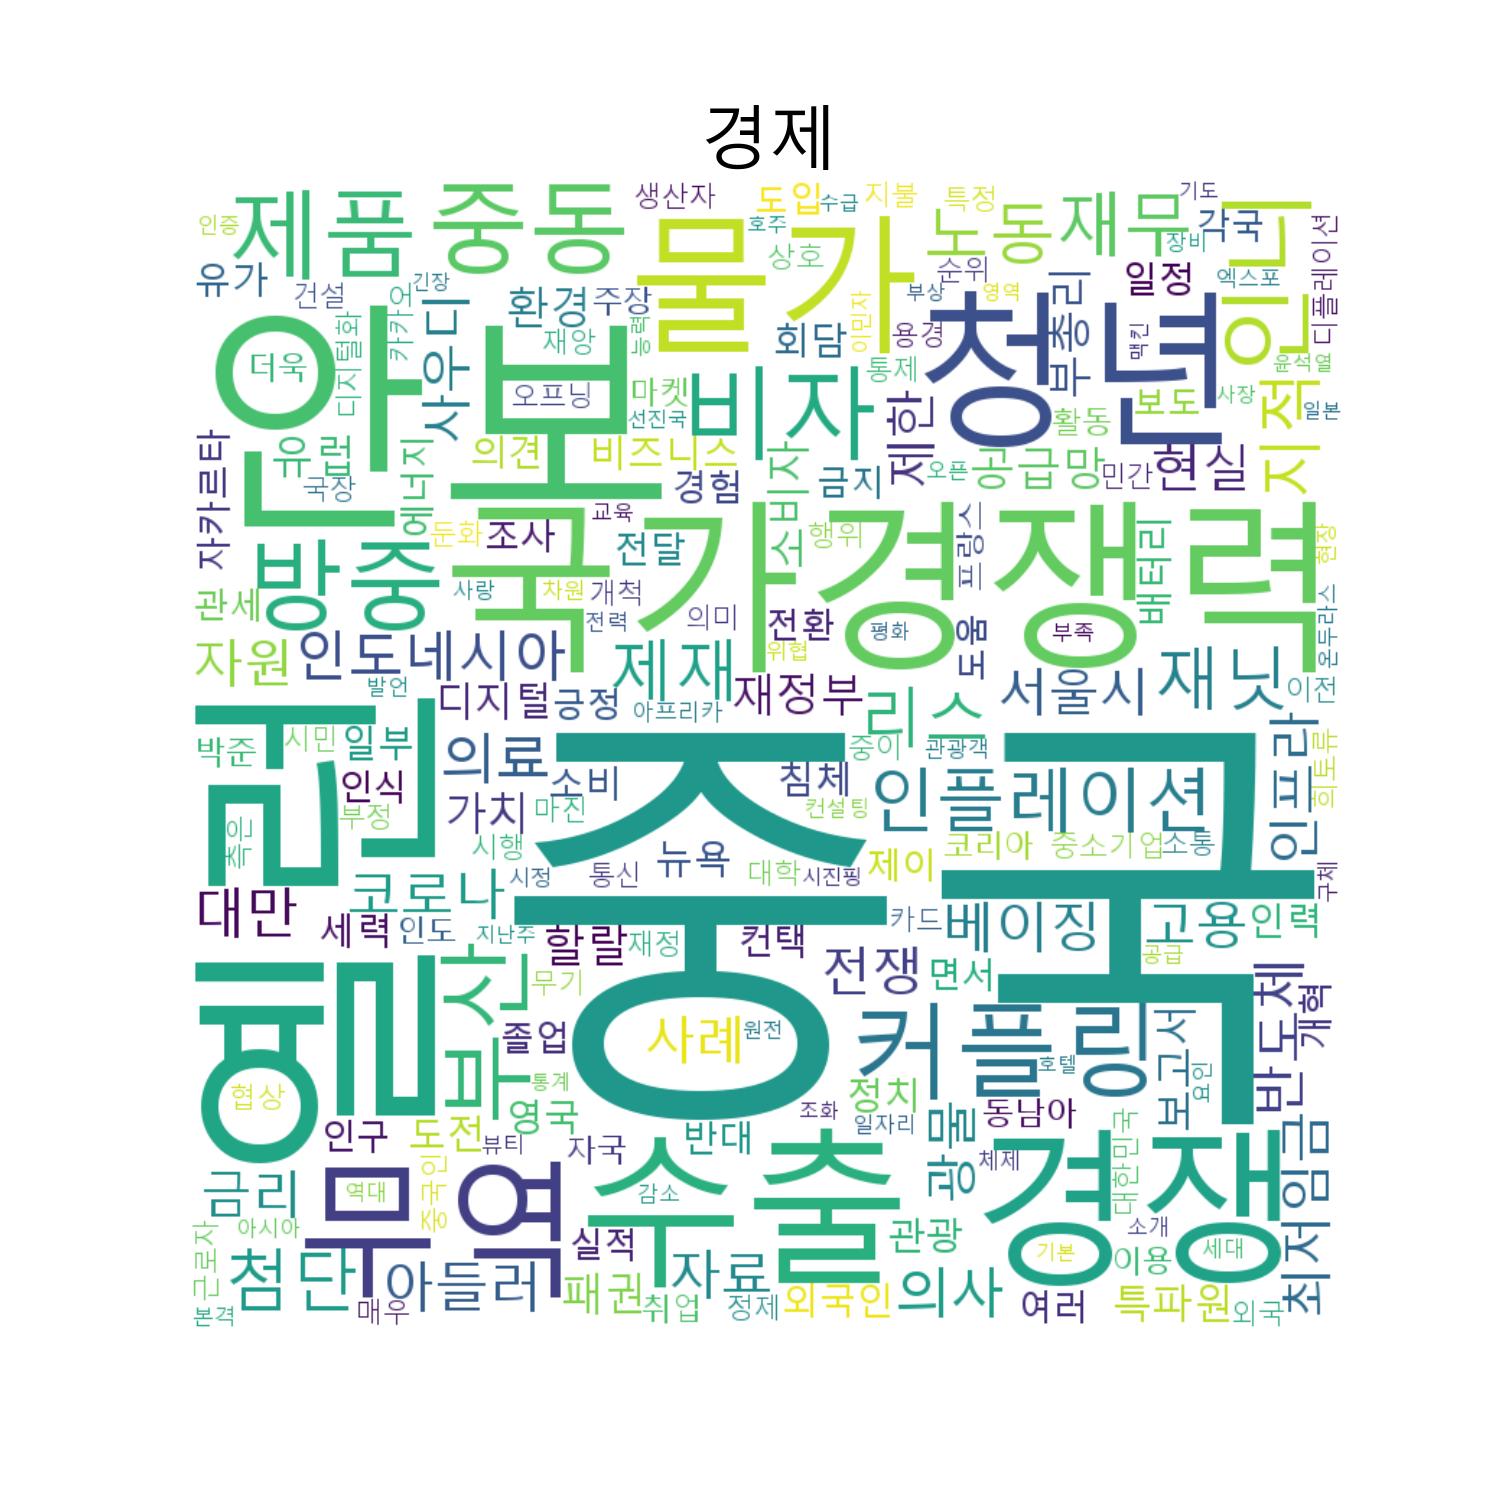 경제
제품
중동
생산자
도입
수급
지불
특정
기도
인증
물가
호주
상호
노동
재무
장비
각국
인니
디플레이션
유가
건설
긴장
어
카카
디지털화
사우디
환경
주장
재앙
능력
회담
이민자
부상
용경
순위
영역
청년
부총리
맥킨
일정
엑스포
윤석열
안보
더욱
오프닝
마켓
선진국
비자
통제
제한
활동
보도
사장
지적
일본
유럽
국장
에너지
의견
비즈니스
경험
소비자
금지
오픈
공급망
민간
현실
자카르타
방중
둔화
조사
교육
전달
행위
프랑스
배터리
현장
국가경쟁력
관세
사랑
차원
개척
전력
의미
전환
위협
평화
도움
부족
온두라스
자원
인도네시아
발언
제재
디지털
긍정
아프리카
재정부
리스
서울시
재닛
이전
옐런
박준
시민
일부
인식
부정
측은
의료
소비
가치
마진
중국
침체
컨설팅
중이
관광객
인플레이션
인프라
희토류
시행
뉴욕
대학
제이
코리아
중소기업
소통
구체
대만
코로나
시정
통신
시진핑
카드
베이징
고용
인력
세력
인도
지난주
할랄
재정
컨택
전쟁
면서
공급
부산
무기
졸업
통계
영국
사례
원전
커플링
호텔
보고서
요인
반도체
개혁
협상
정치
조화
일자리
광물
동남아
체제
대한민국
인구
도전
뷰티
자국
반대
금리
무역
역대
중국인
수출
감소
경쟁
기본
세대
소개
이용
최저임금
근로자
아시아
본격
첨단
매우
아들러
실적
패권
취업
자료
정제
관광
외국인
의사
여러
특파원
외국